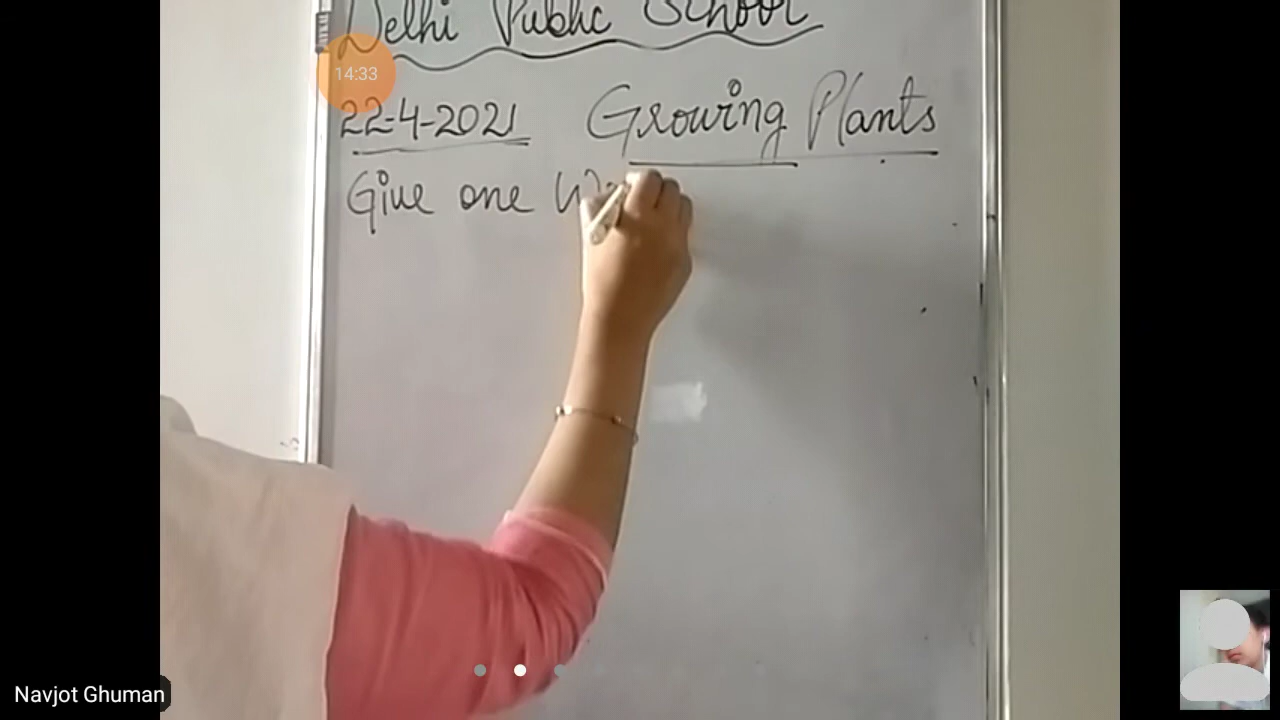 Delhi Public School
14:33
22-4-2021 Growing Plants
Give one
Navjot Ghuman